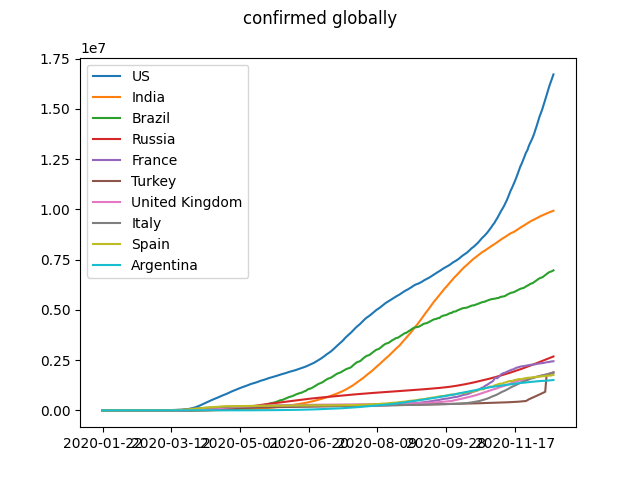 confirmed globally
1e7
1.75
1.50
1.25
1.00
0.75
0.50
0.25
0.00
US
India
Brazil
Russia
France
Turkey
United Kingdom
Italy
Spain
Argentina
2020-01-22 2020-03-12 2020-05-01 2020-06-20 2020-08-09 2020-09-28 2020-11-17